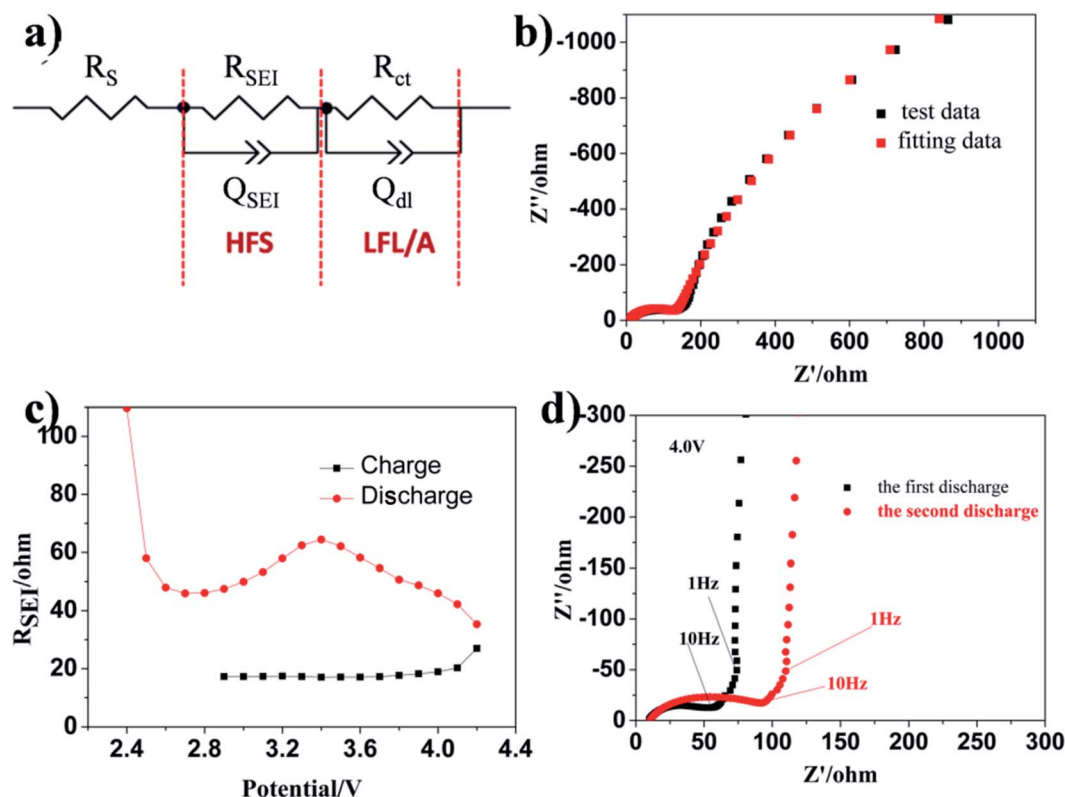 a)
R_S
R_SEI
R_ct
Q_SEI
Q_dl
HFS
LFL/A
b)
-1000
-800
-600
-400
-200
0
0 200 400 600 800 1000
Z''/ohm
Z'/ohm
test data
fitting data
c)
100
80
60
40
20
0
2.4 2.8 3.2 3.6 4.0 4.4
R_SEI/ohm
Potential/V
Charge
Discharge
d)
-300
-250
-200
-150
-100
-50
0
0 50 100 150 200 250 300
Z''/ohm
Z'/ohm
4.0V
the first discharge
the second discharge
1Hz
10Hz
1Hz
10Hz